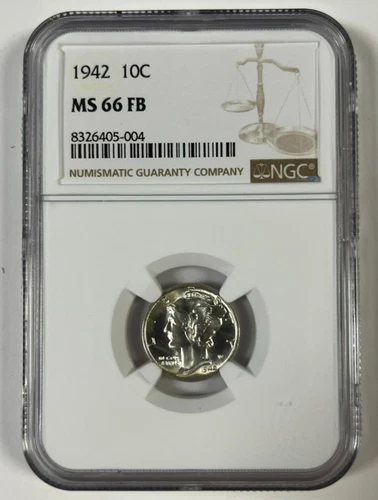 1942 10C
MS 66 FB
8326405-004
NUMISMATIC GUARANTY COMPANY
NGC®